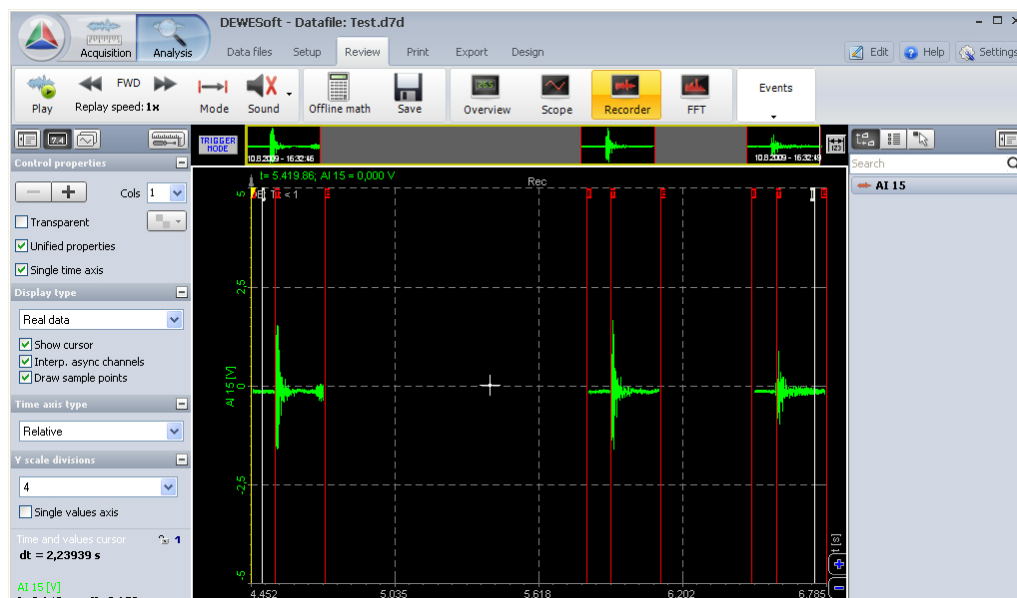 DEWESoft - Datafile: Test.d7d
Acquisition Analysis Data files Setup Review Print Export Design Edit Help Settings
FWD
Play Replay speed: 1x Mode Sound Offline math Save Overview Scope Recorder FFT Events
TRIGGER MODE
10.8.2009 - 16:32:46
10.8.2009 - 16:32:49
Search
Control properties
t= 5.419.86; AI 15 = 0,000 V
Rec
AI 15
Cols 1
Transparent
Unified properties
Single time axis
Display type
Real data
Show cursor
Interp. async channels
Draw sample points
Time axis type
Relative
Y scale divisions
4
Single values axis
Time and values cursor 1
dt = 2,23939 s
AI 15 [V]
5
2,5
0
AI 15 [V]
-2,5
-5
t [s]
4.452 5.035 5.618 6.202 6.785